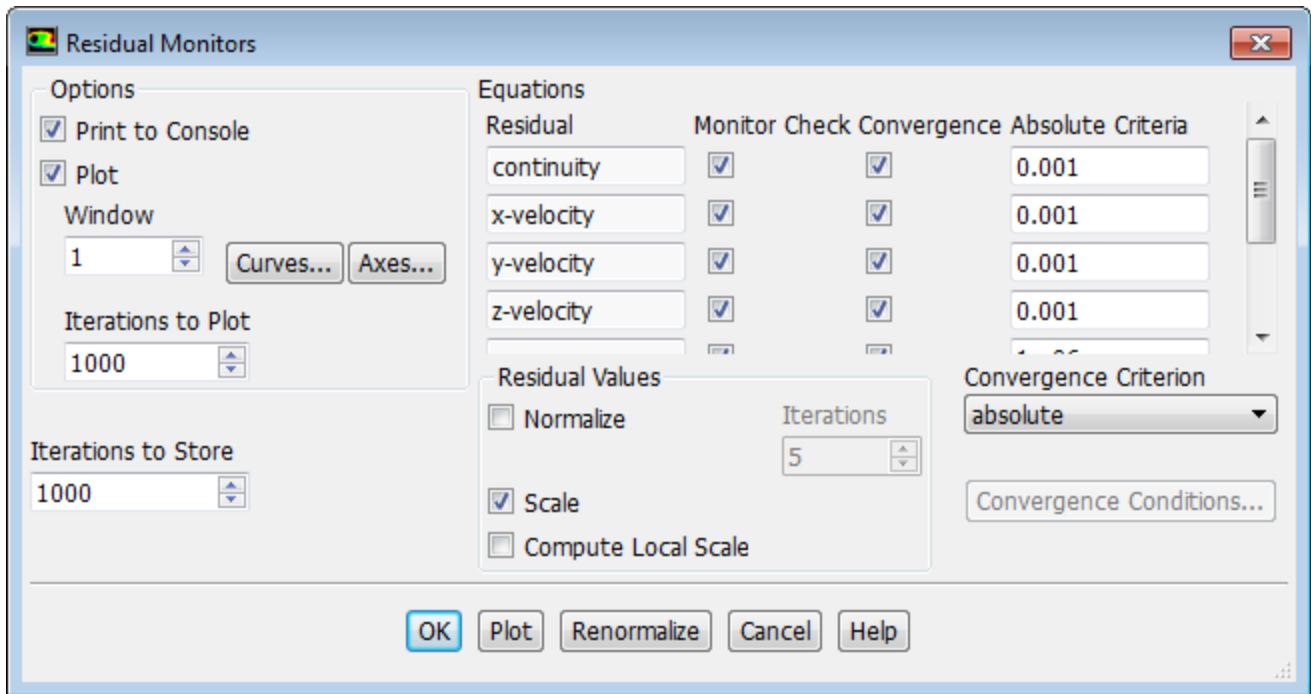 Residual Monitors
Options
Print to Console
Plot
Window
1
Curves...
Axes...
Iterations to Plot
1000
Iterations to Store
1000
Equations
Residual Monitor Check Convergence Absolute Criteria
continuity 0.001
x-velocity 0.001
y-velocity 0.001
z-velocity 0.001
Residual Values
Normalize
Iterations
5
Scale
Compute Local Scale
Convergence Criterion
absolute
Convergence Conditions...
OK Plot Renormalize Cancel Help